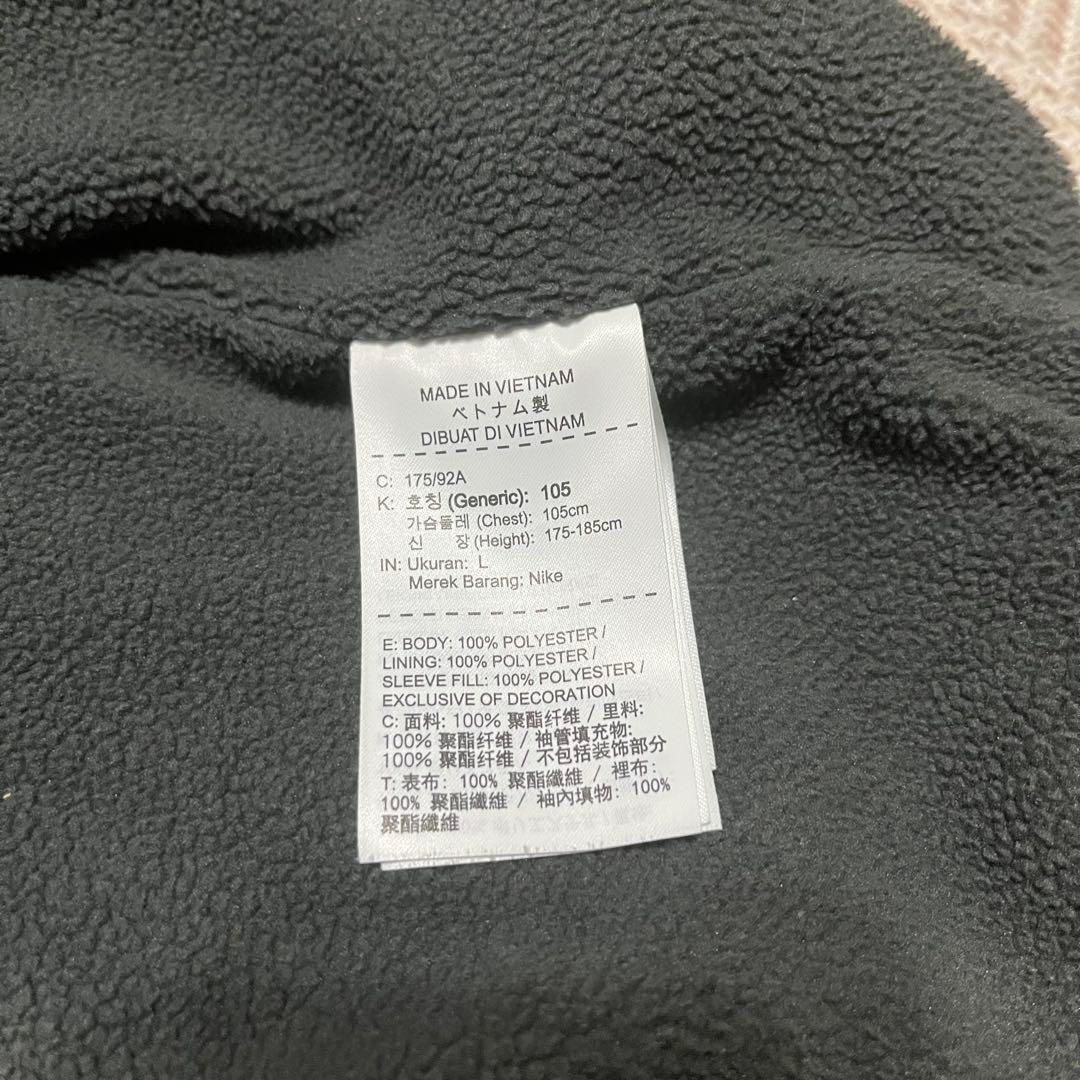 MADE IN VIETNAM
ベトナム製
DIBUAT DI VIETNAM
C: 175/92A
K: 호칭 (Generic): 105
가슴둘레 (Chest): 105cm
신 장 (Height): 175-185cm
IN: Ukuran: L
Merek Barang: Nike
E: BODY: 100% POLYESTER /
LINING: 100% POLYESTER /
SLEEVE FILL: 100% POLYESTER /
EXCLUSIVE OF DECORATION
C: 面料: 100% 聚酯纤维 / 里料:
100% 聚酯纤维 / 袖管填充物:
100% 聚酯纤维 / 不包括装饰部分
T: 表布: 100% 聚酯纖維 / 裡布:
100% 聚酯纖維 / 袖內填物: 100%
聚酯纖維